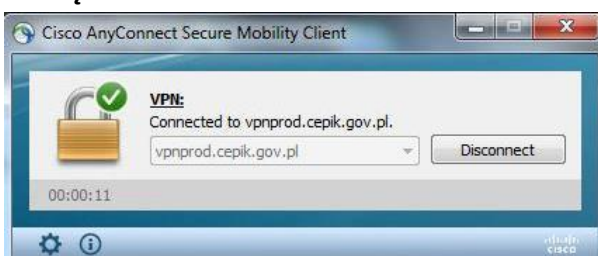 Cisco AnyConnect Secure Mobility Client
VPN:
Connected to vpnprod.cepik.gov.pl.
vpnprod.cepik.gov.pl
Disconnect
00:00:11
cisco